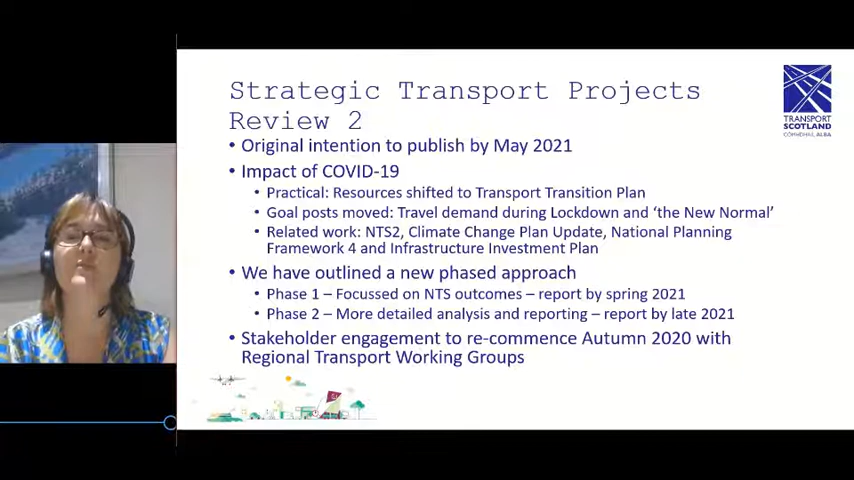 Strategic Transport Projects
Review 2
• Original intention to publish by May 2021
• Impact of COVID-19
• Practical: Resources shifted to Transport Transition Plan
• Goal posts moved: Travel demand during Lockdown and ‘the New Normal’
• Related work: NTS2, Climate Change Plan Update, National Planning
Framework 4 and Infrastructure Investment Plan
• We have outlined a new phased approach
• Phase 1 – Focussed on NTS outcomes – report by spring 2021
• Phase 2 – More detailed analysis and reporting – report by late 2021
• Stakeholder engagement to re-commence Autumn 2020 with
Regional Transport Working Groups
TRANSPORT
SCOTLAND
CÒMHDHAIL ALBA